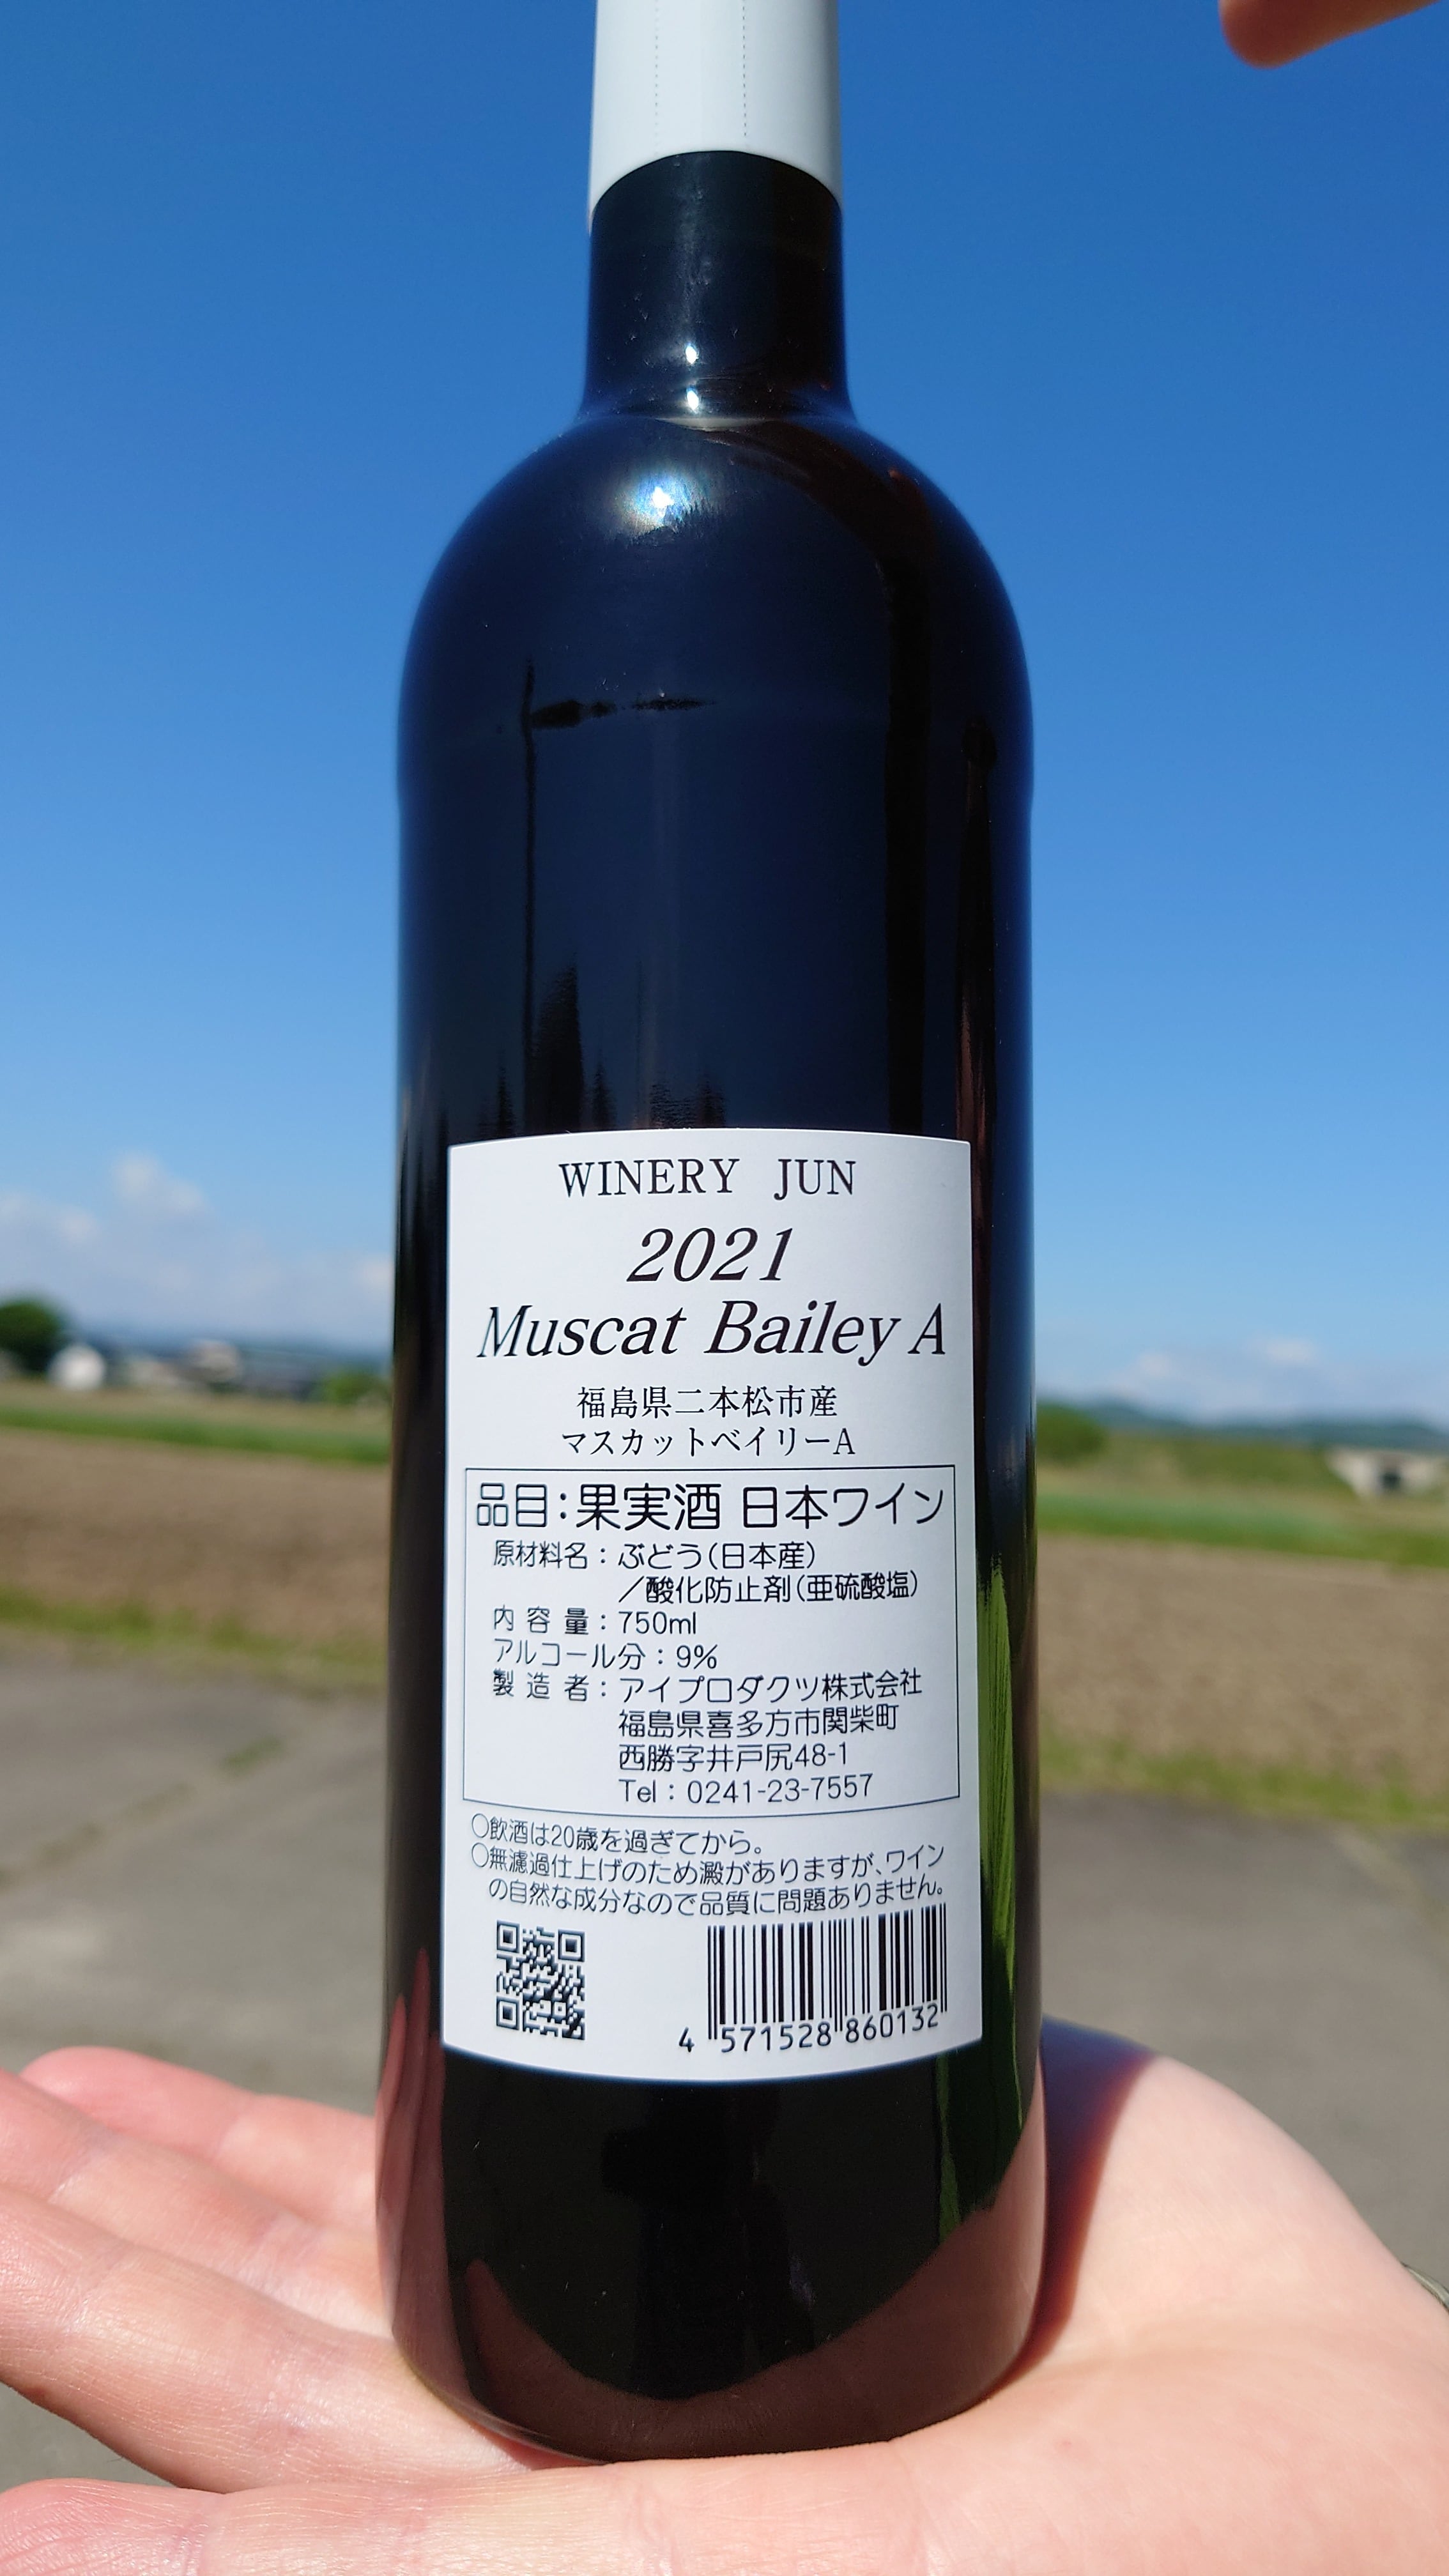 WINERY JUN
2021
Muscat Bailey A
福島県二本松市産
マスカットベイリーA
品目:果実酒 日本ワイン
原材料名:ぶどう(日本産)
/酸化防止剤(亜硫酸塩)
内容量:750ml
アルコール分:9%
製造者:アイプロダクツ株式会社
福島県喜多方市関柴町
西勝字井戸尻48-1
Tel:0241-23-7557
○飲酒は20歳を過ぎてから。
○無濾過仕上げのため澱がありますが、ワイン
の自然な成分なので品質に問題ありません。
4 571528 860132